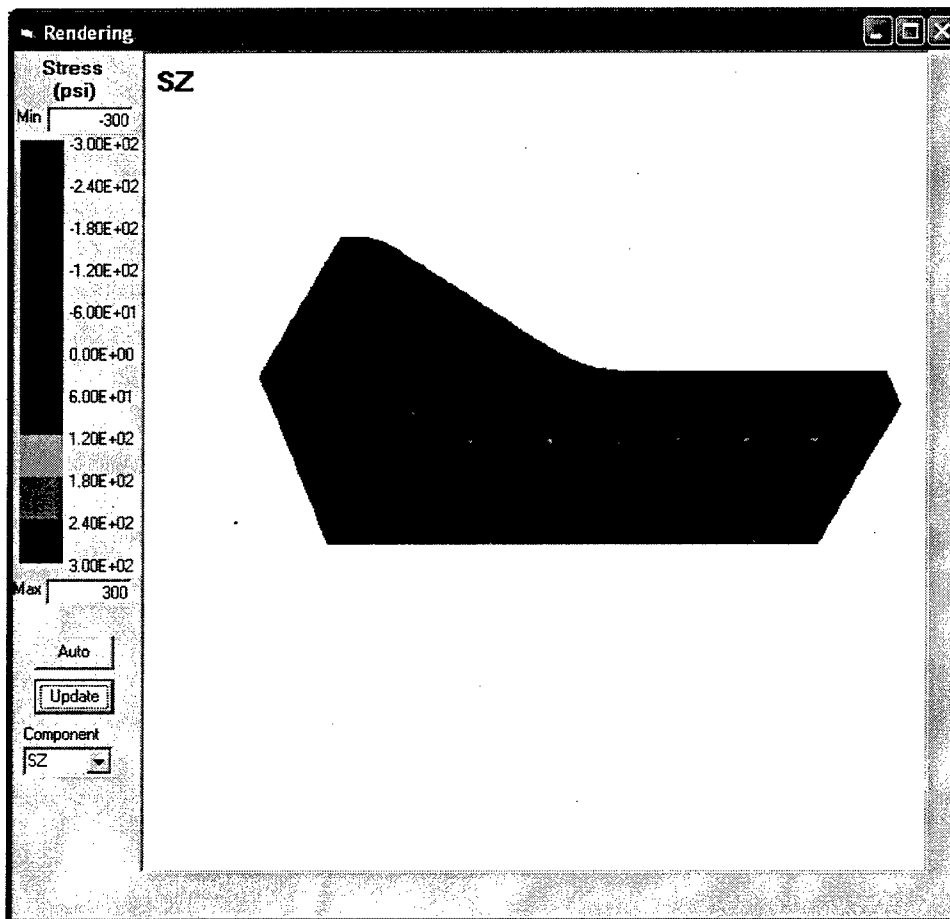 Rendering
Stress
(psi)
SZ
Min -300
-3.00E+02
-2.40E+02
-1.80E+02
-1.20E+02
-6.00E+01
0.00E+00
6.00E+01
1.20E+02
1.80E+02
2.40E+02
3.00E+02
Max 300
Auto
Update
Component
SZ